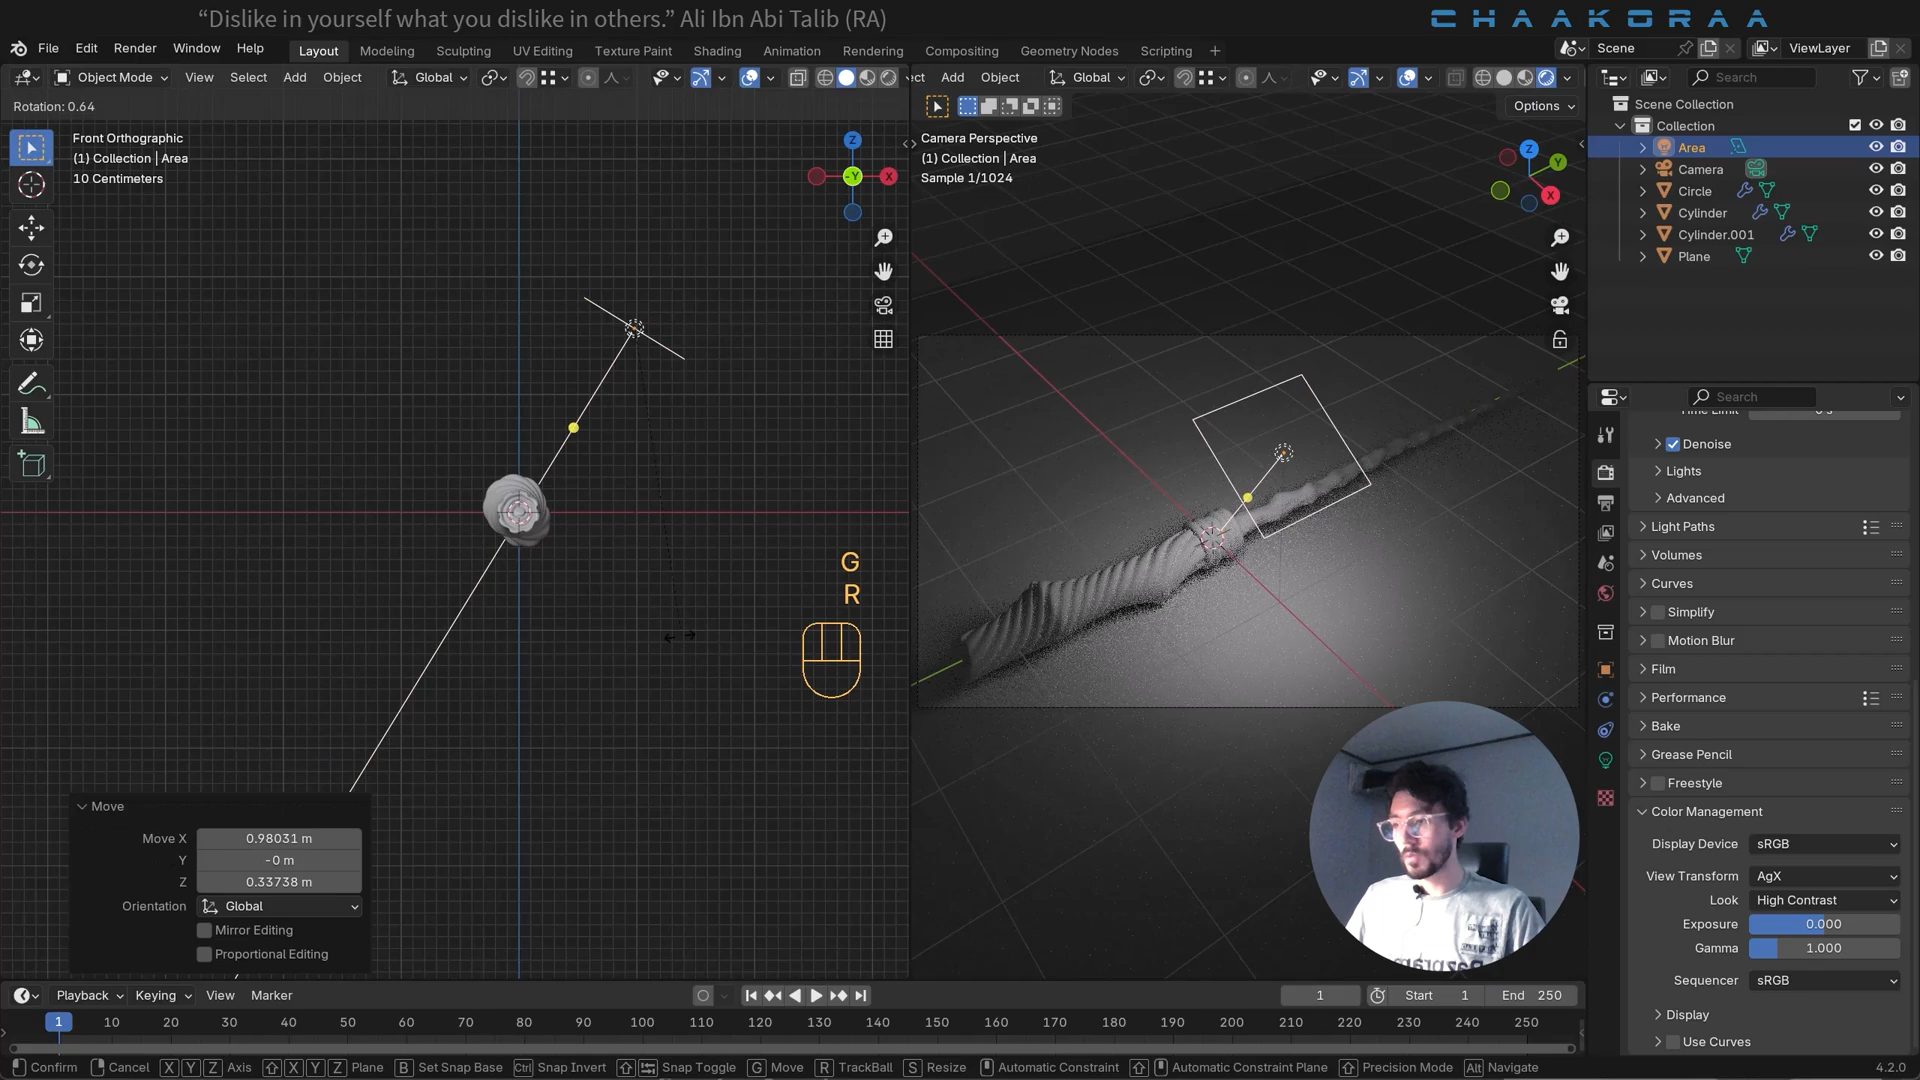 “Dislike in yourself what you dislike in others.” Ali Ibn Abi Talib (RA)
CHAAKORAA
File Edit Render Window Help
Layout Modeling Sculpting UV Editing Texture Paint Shading Animation Rendering Compositing Geometry Nodes Scripting +
Scene
ViewLayer
Object Mode View Select Add Object Global
ect Add Object Global
Search
Rotation: 0.64
Options
Front Orthographic
(1) Collection | Area
10 Centimeters
Z
-Y
X
Camera Perspective
(1) Collection | Area
Sample 1/1024
Z
Y
X
Scene Collection
Collection
Area
Camera
Circle
Cylinder
Cylinder.001
Plane
G
R
Search
Time Limit 0 s
Denoise
Lights
Advanced
Light Paths
Volumes
Curves
Simplify
Motion Blur
Film
Performance
Bake
Grease Pencil
Freestyle
Color Management
Display Device sRGB
View Transform AgX
Look High Contrast
Exposure 0.000
Gamma 1.000
Sequencer sRGB
Display
Use Curves
Move
Move X 0.98031 m
Y -0 m
Z 0.33738 m
Orientation Global
Mirror Editing
Proportional Editing
Playback Keying View Marker
1 Start 1 End 250
1 10 20 30 40 50 60 70 80 90 100 110 120 130 140 150 160 170 180 190 200 210 220 230 240 250
Confirm Cancel X Y Z Axis X Y Z Plane B Set Snap Base Ctrl Snap Invert Snap Toggle G Move R TrackBall S Resize Automatic Constraint Automatic Constraint Plane Precision Mode Alt Navigate 4.2.0